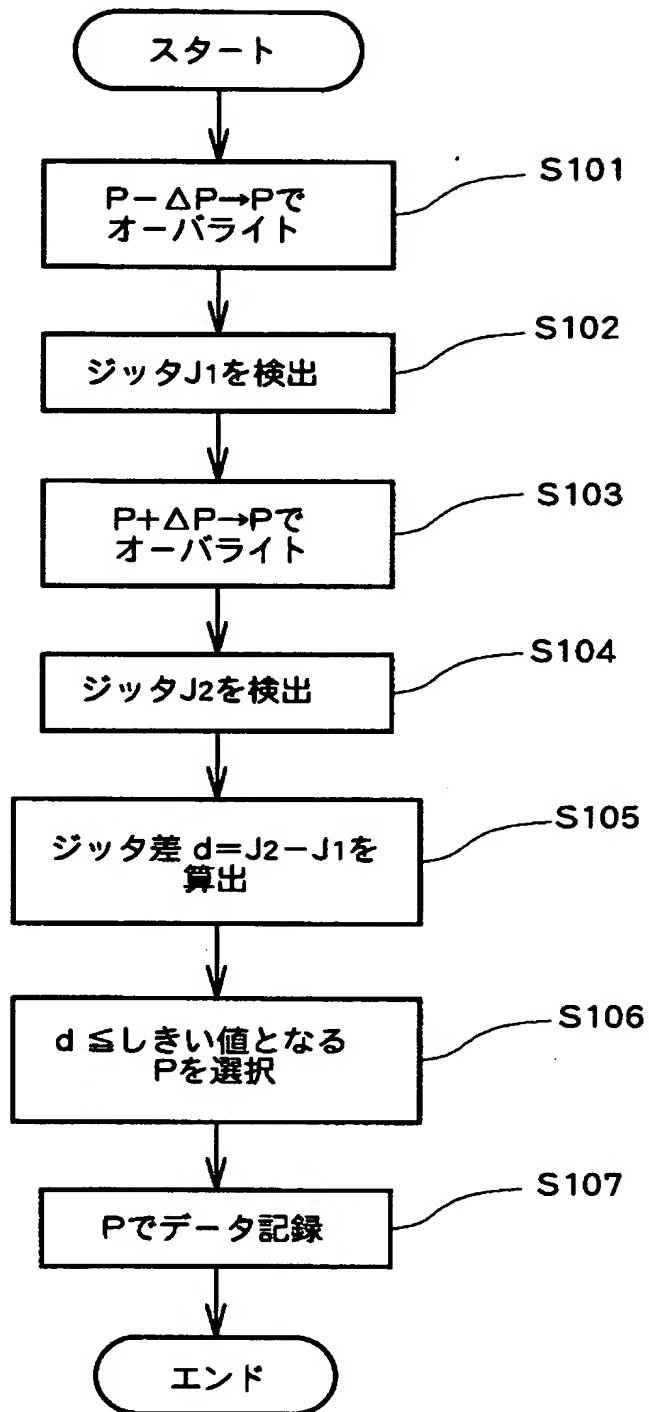 スタート
P−△P→Pで
オーバライト
S101
ジッタJ1を検出
S102
P+△P→Pで
オーバライト
S103
ジッタJ2を検出
S104
ジッタ差 d=J2−J1を
算出
S105
d ≦しきい値となる
Pを選択
S106
Pでデータ記録
S107
エンド